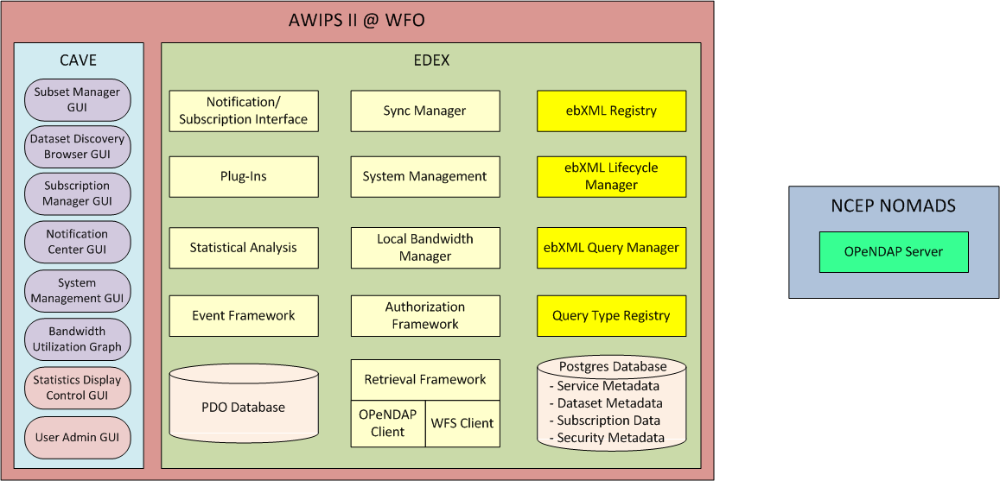 AWIPS II @ WFO
CAVE
Subset Manager
GUI
Dataset Discovery
Browser GUI
Subscription
Manager GUI
Notification
Center GUI
System
Management GUI
Bandwidth
Utilization Graph
Statistics Display
Control GUI
User Admin GUI
EDEX
Notification/
Subscription Interface
Plug-Ins
Statistical Analysis
Event Framework
PDO Database
Sync Manager
System Management
Local Bandwidth
Manager
Authorization
Framework
Retrieval Framework
OPeNDAP
Client
WFS Client
ebXML Registry
ebXML Lifecycle
Manager
ebXML Query Manager
Query Type Registry
Postgres Database
- Service Metadata
- Dataset Metadata
- Subscription Data
- Security Metadata
NCEP NOMADS
OPeNDAP Server